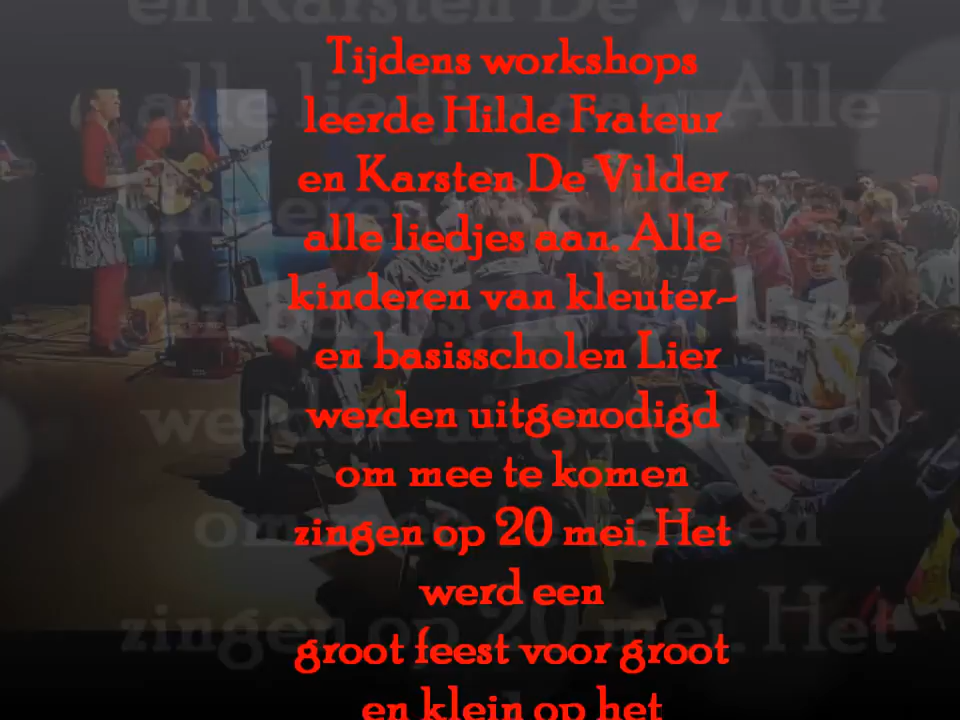 Tijdens workshops
leerde Hilde Frateur
en Karsten De Vilder
alle liedjes aan. Alle
kinderen van kleuter-
en basisscholen Lier
werden uitgenodigd
om mee te komen
zingen op 20 mei. Het
werd een
groot feest voor groot
en klein op het